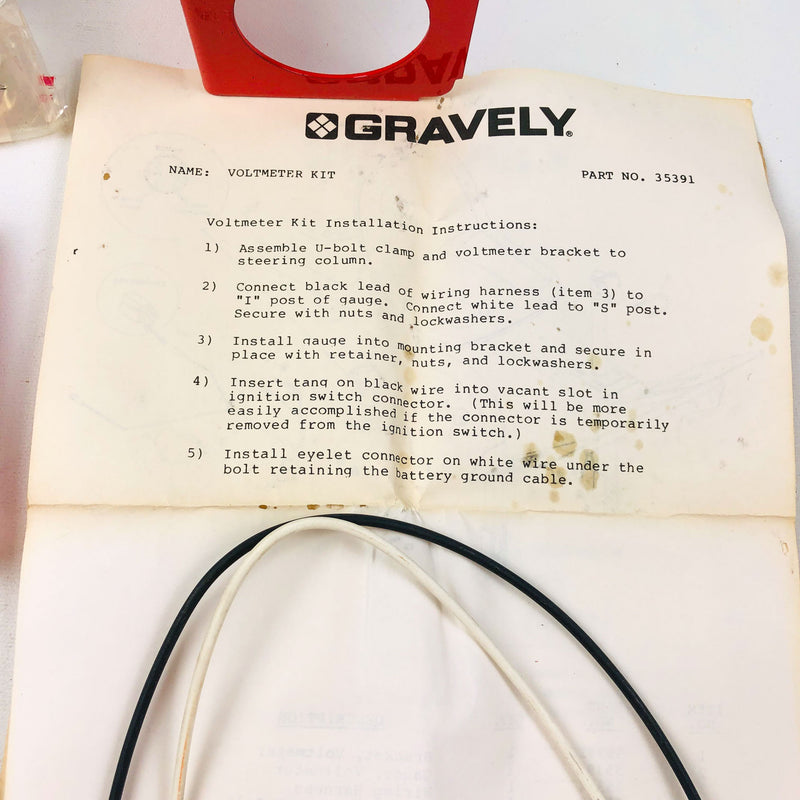 GRAVELY®
NAME: VOLTMETER KIT PART NO. 35391
Voltmeter Kit Installation Instructions:
1) Assemble U-bolt clamp and voltmeter bracket to
steering column.
2) Connect black lead of wiring harness (item 3) to
"I" post of gauge. Connect white lead to "S" post.
Secure with nuts and lockwashers.
3) Install gauge into mounting bracket and secure in
place with retainer, nuts, and lockwashers.
4) Insert tang on black wire into vacant slot in
ignition switch connector. (This will be more
easily accomplished if the connector is temporarily
removed from the ignition switch.)
5) Install eyelet connector on white wire under the
bolt retaining the battery ground cable.